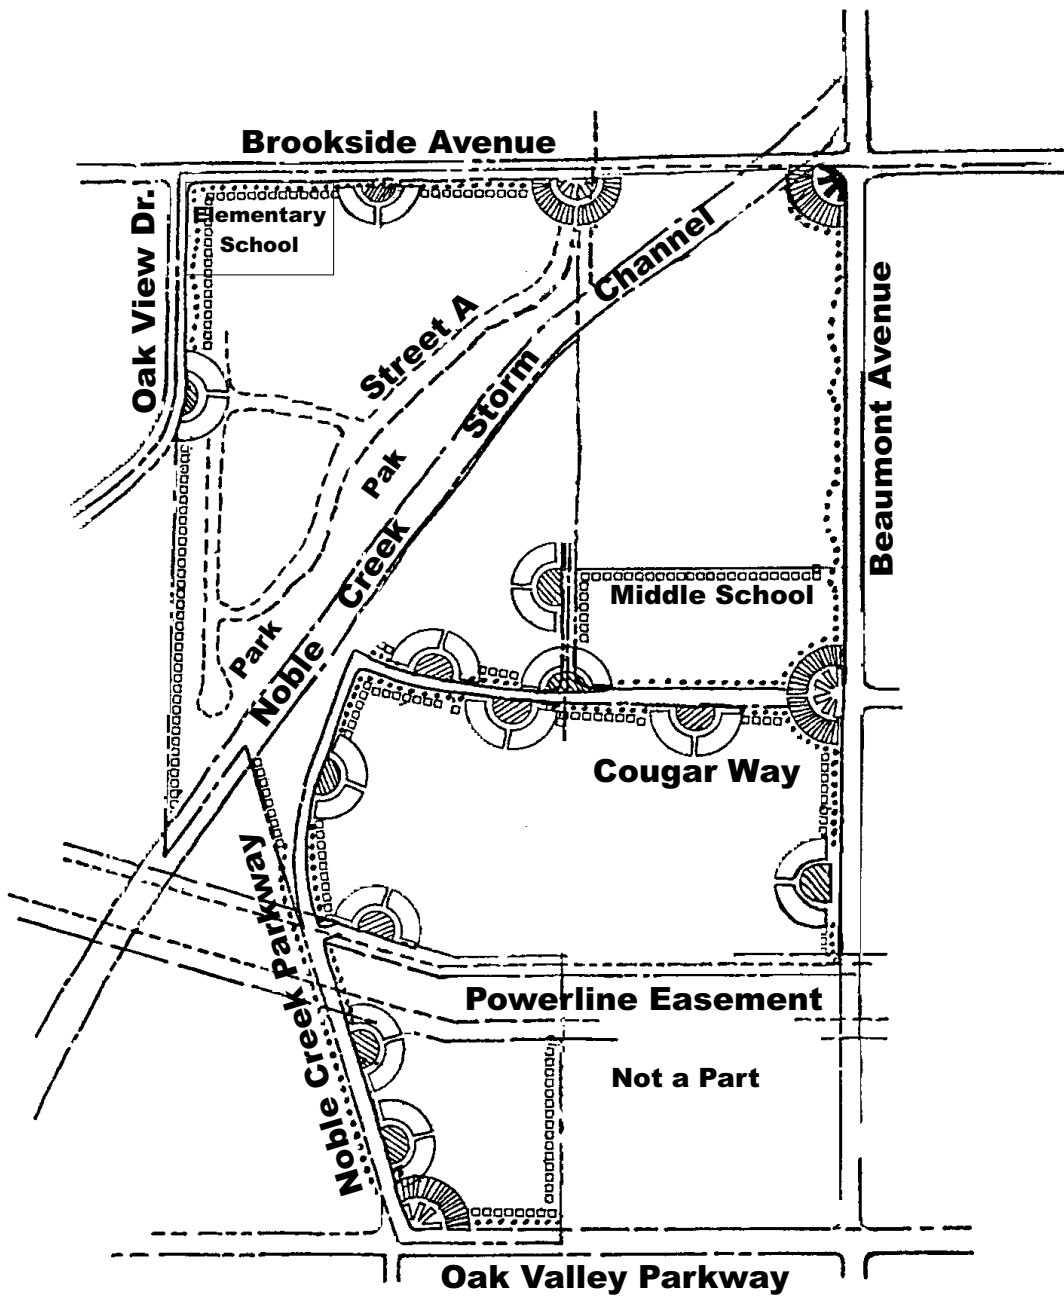 Brookside Avenue
Oak View Dr.
Elementary
School
Channel
Street A
Storm
Beaumont Avenue
Pak
Creek
Middle School
Park
Noble
Cougar Way
Noble Creek Parkway
Powerline Easement
Not a Part
Oak Valley Parkway